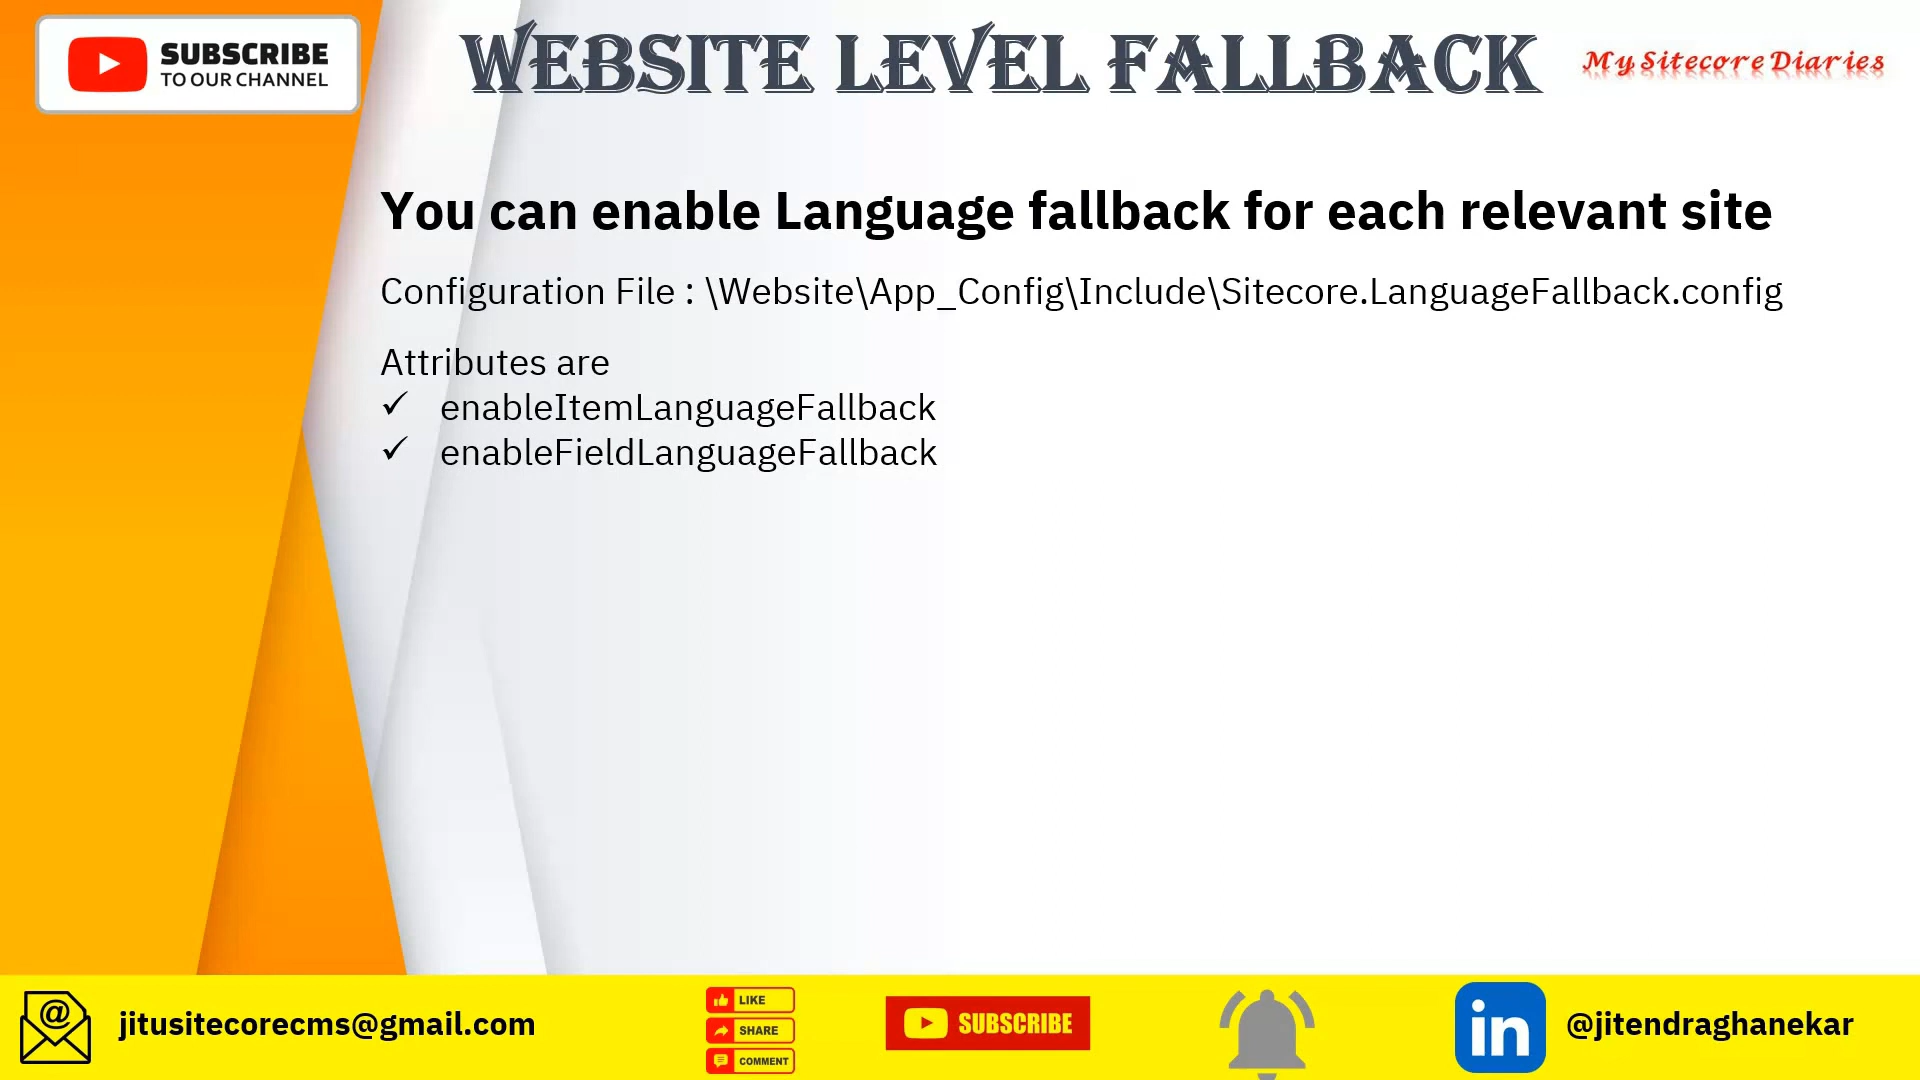 SUBSCRIBE
TO OUR CHANNEL
WEBSITE LEVEL FALLBACK
My Sitecore Diaries
You can enable Language fallback for each relevant site
Configuration File : \Website\App_Config\Include\Sitecore.LanguageFallback.config
Attributes are
✓ enableItemLanguageFallback
✓ enableFieldLanguageFallback
@
jitusitecorecms@gmail.com
LIKE
SHARE
COMMENT
SUBSCRIBE
in
@jitendraghanekar